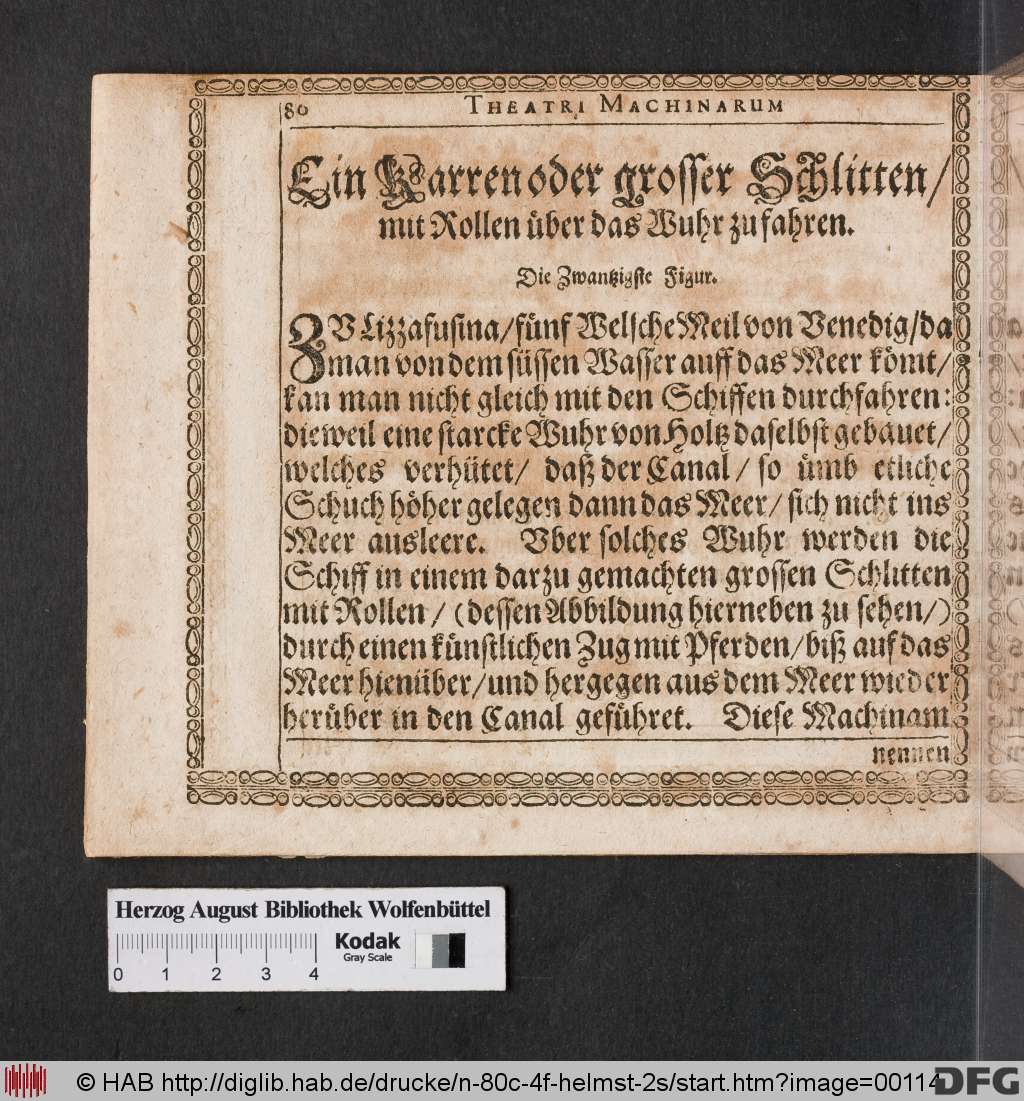 80 THEATRI MACHINARUM
Ein Karren oder grosser Schlitten/
mit Rollen über das Wuhr zu fahren.
Die Zwantzigste Figur.
ZU Lizzafusina/fünf Welsche Meil von Venedig/da
man von dem süssen Wasser auff das Meer kömt/
kan man nicht gleich mit den Schiffen durchfahren:
dieweil eine starcke Wuhr von Holtz daselbst gebauet/
welches verhütet/ daß der Canal/ so ümb etliche
Schuch höher gelegen dann das Meer/ sich nicht ins
Meer ausleere. Uber solches Wuhr werden die
Schiff in einem darzu gemachten grossen Schlitten
mit Rollen/ (dessen Abbildung hierneben zu sehen/)
durch einen künstlichen Zug mit Pferden/biß auf das
Meer hienüber/und hergegen aus dem Meer wieder
herüber in den Canal geführet. Diese Machinam
nennen
Herzog August Bibliothek Wolfenbüttel
Kodak
Gray Scale
0 1 2 3 4
© HAB http://diglib.hab.de/drucke/n-80c-4f-helmst-2s/start.htm?image=00114
DFG